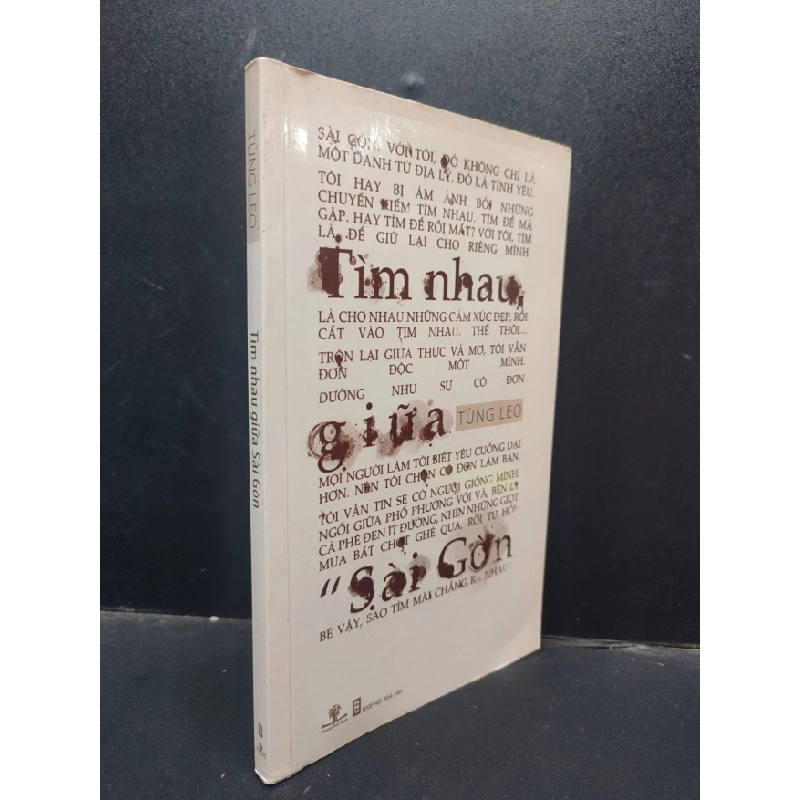 TÙNG LEO
Tìm nhau giữa Sài Gòn
SÀI GÒN! VỚI TÔI, ĐÓ KHÔNG CHỈ LÀ
MỘT DANH TỪ ĐỊA LÝ. ĐÓ LÀ TÌNH YÊU.
TÔI HAY BỊ ÁM ẢNH BỞI NHỮNG
CHUYẾN KIẾM TÌM NHAU. TÌM ĐỂ MÀ
GẶP. HAY TÌM ĐỂ RỒI MẤT? VỚI TÔI, TÌM
LÀ ĐỂ GIỮ LẠI CHO RIÊNG MÌNH.
Tìm nhau,
LÀ CHO NHAU NHỮNG CẢM XÚC ĐẸP, RỒI
CẤT VÀO TIM NHAU. THẾ THÔI...
TRỘN LẠI GIỮA THỰC VÀ MƠ, TÔI VẪN
ĐƠN ĐỘC MỘT MÌNH.
DƯỜNG NHƯ SỰ CÔ ĐƠN
giữa
TÙNG LEO
MỌI NGƯỜI LÀM TÔI BIẾT YÊU CUỒNG DẠI
HƠN. NÊN TÔI CHỌN CÔ ĐƠN LÀM BẠN.
TÔI VẪN TIN SẼ CÓ NGƯỜI GIỐNG MÌNH:
NGỒI GIỮA PHỐ PHƯỜNG VỘI VÃ, BÊN LY
CÀ PHÊ ĐEN ÍT ĐƯỜNG, NHÌN NHỮNG GIỌT
MƯA BẤT CHỢT GHÉ QUA, RỒI TỰ HỎI:
"Sài Gòn
BÉ VẬY, SAO TÌM MÃI CHẲNG RA NHAU"
NXB Hội Nhà Văn